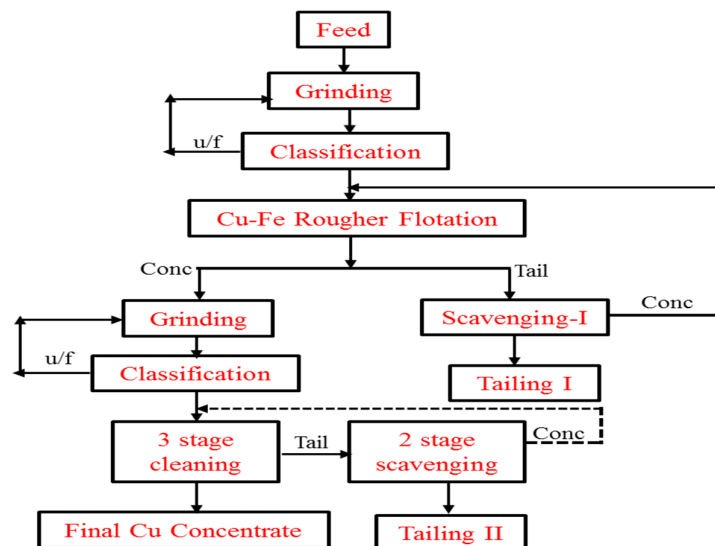 Feed
Grinding
u/f
Classification
Cu-Fe Rougher Flotation
Conc
Tail
Grinding
Scavenging-I
Conc
u/f
Classification
Tailing I
3 stage
cleaning
Tail
2 stage
scavenging
Conc
Final Cu Concentrate
Tailing II